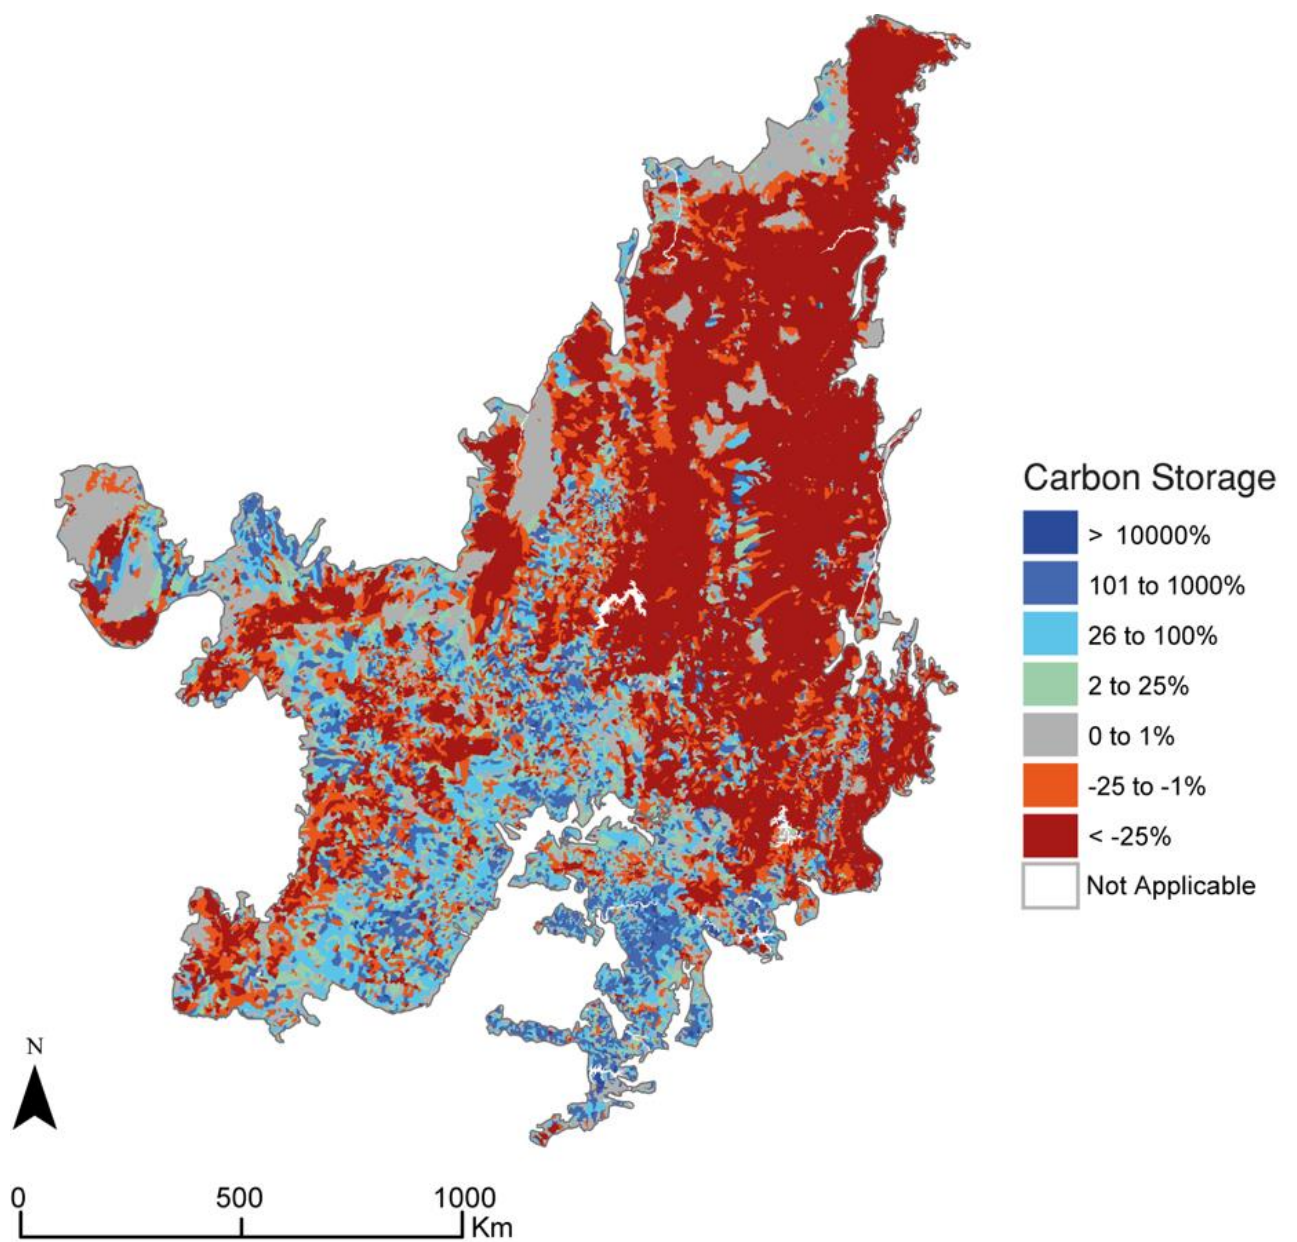 Carbon Storage
> 10000%
101 to 1000%
26 to 100%
2 to 25%
0 to 1%
-25 to -1%
< -25%
Not Applicable
N
0 500 1000
Km